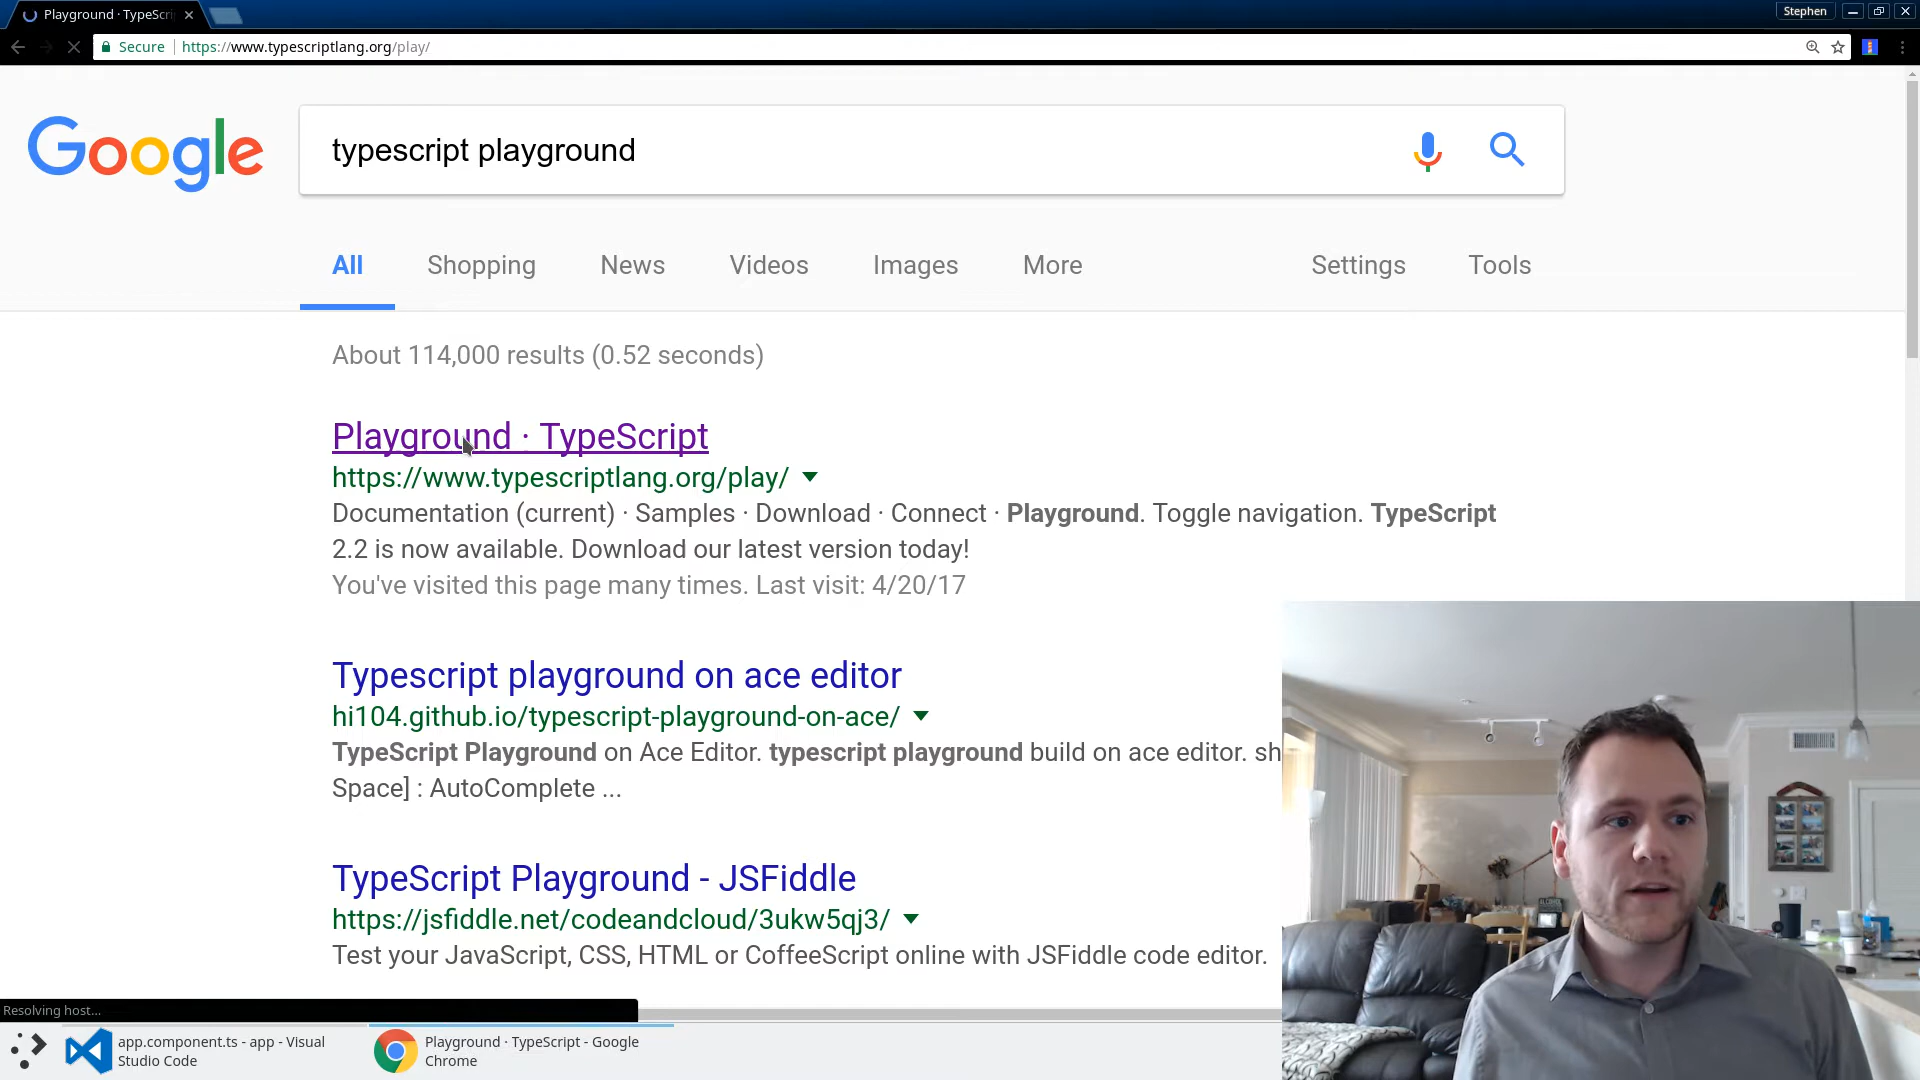 Playground · TypeScri
Stephen
Secure
https://www.typescriptlang.org/play/
Google
typescript playground
All
Shopping
News
Videos
Images
More
Settings
Tools
About 114,000 results (0.52 seconds)
Playground · TypeScript
https://www.typescriptlang.org/play/
Documentation (current) · Samples · Download · Connect · Playground. Toggle navigation. TypeScript
2.2 is now available. Download our latest version today!
You've visited this page many times. Last visit: 4/20/17
Typescript playground on ace editor
hi104.github.io/typescript-playground-on-ace/
TypeScript Playground on Ace Editor. typescript playground build on ace editor. sh
Space] : AutoComplete ...
TypeScript Playground - JSFiddle
https://jsfiddle.net/codeandcloud/3ukw5qj3/
Test your JavaScript, CSS, HTML or CoffeeScript online with JSFiddle code editor.
Resolving host...
app.component.ts - app - Visual
Studio Code
Playground · TypeScript - Google
Chrome